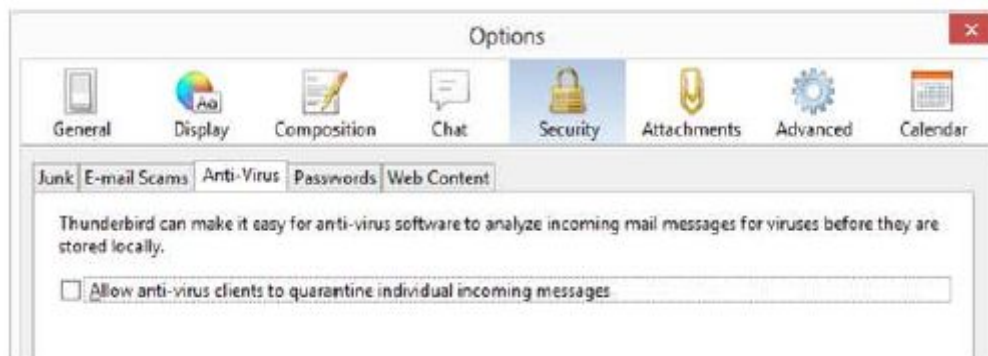 Options
General Display Composition Chat Security Attachments Advanced Calendar
Junk E-mail Scams Anti-Virus Passwords Web Content
Thunderbird can make it easy for anti-virus software to analyze incoming mail messages for viruses before they are
stored locally.
Allow anti-virus clients to quarantine individual incoming messages